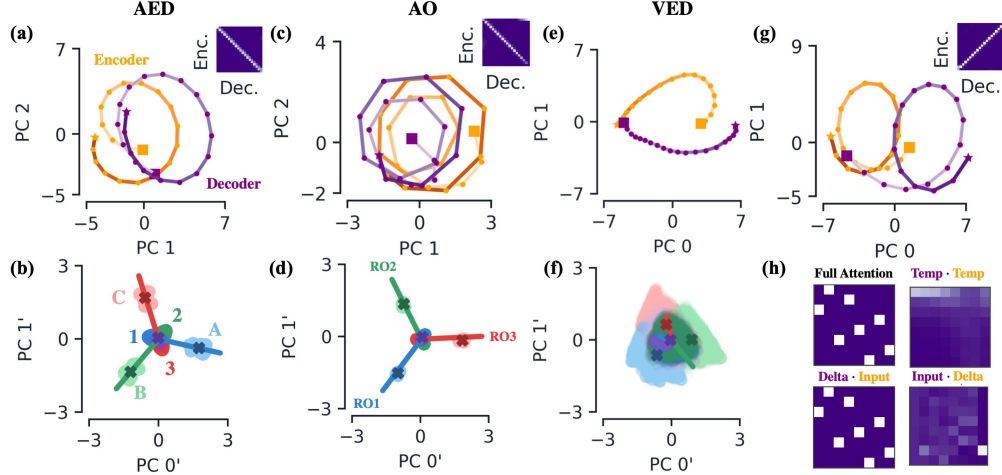 AED
AO
VED
(a)
7
PC 2
0
−5
Encoder
Decoder
Enc.
Dec.
−5
0
7
PC 1
(c)
4
PC 2
0
−2
Enc.
Dec.
−3
0
3
PC 1
(e)
7
PC 1
0
−7
−7
0
7
PC 0
(g)
9
PC 1
0
−5
Enc.
Dec.
−7
0
7
PC 0
(b)
3
PC 1'
0
−3
C
2
1
A
3
B
−3
0
3
PC 0'
(d)
3
PC 1'
0
−3
RO2
RO3
RO1
−3
0
3
PC 0'
(f)
3
PC 1'
0
−3
−3
0
3
PC 0'
(h)
Full Attention
Temp · Temp
Delta · Input
Input · Delta